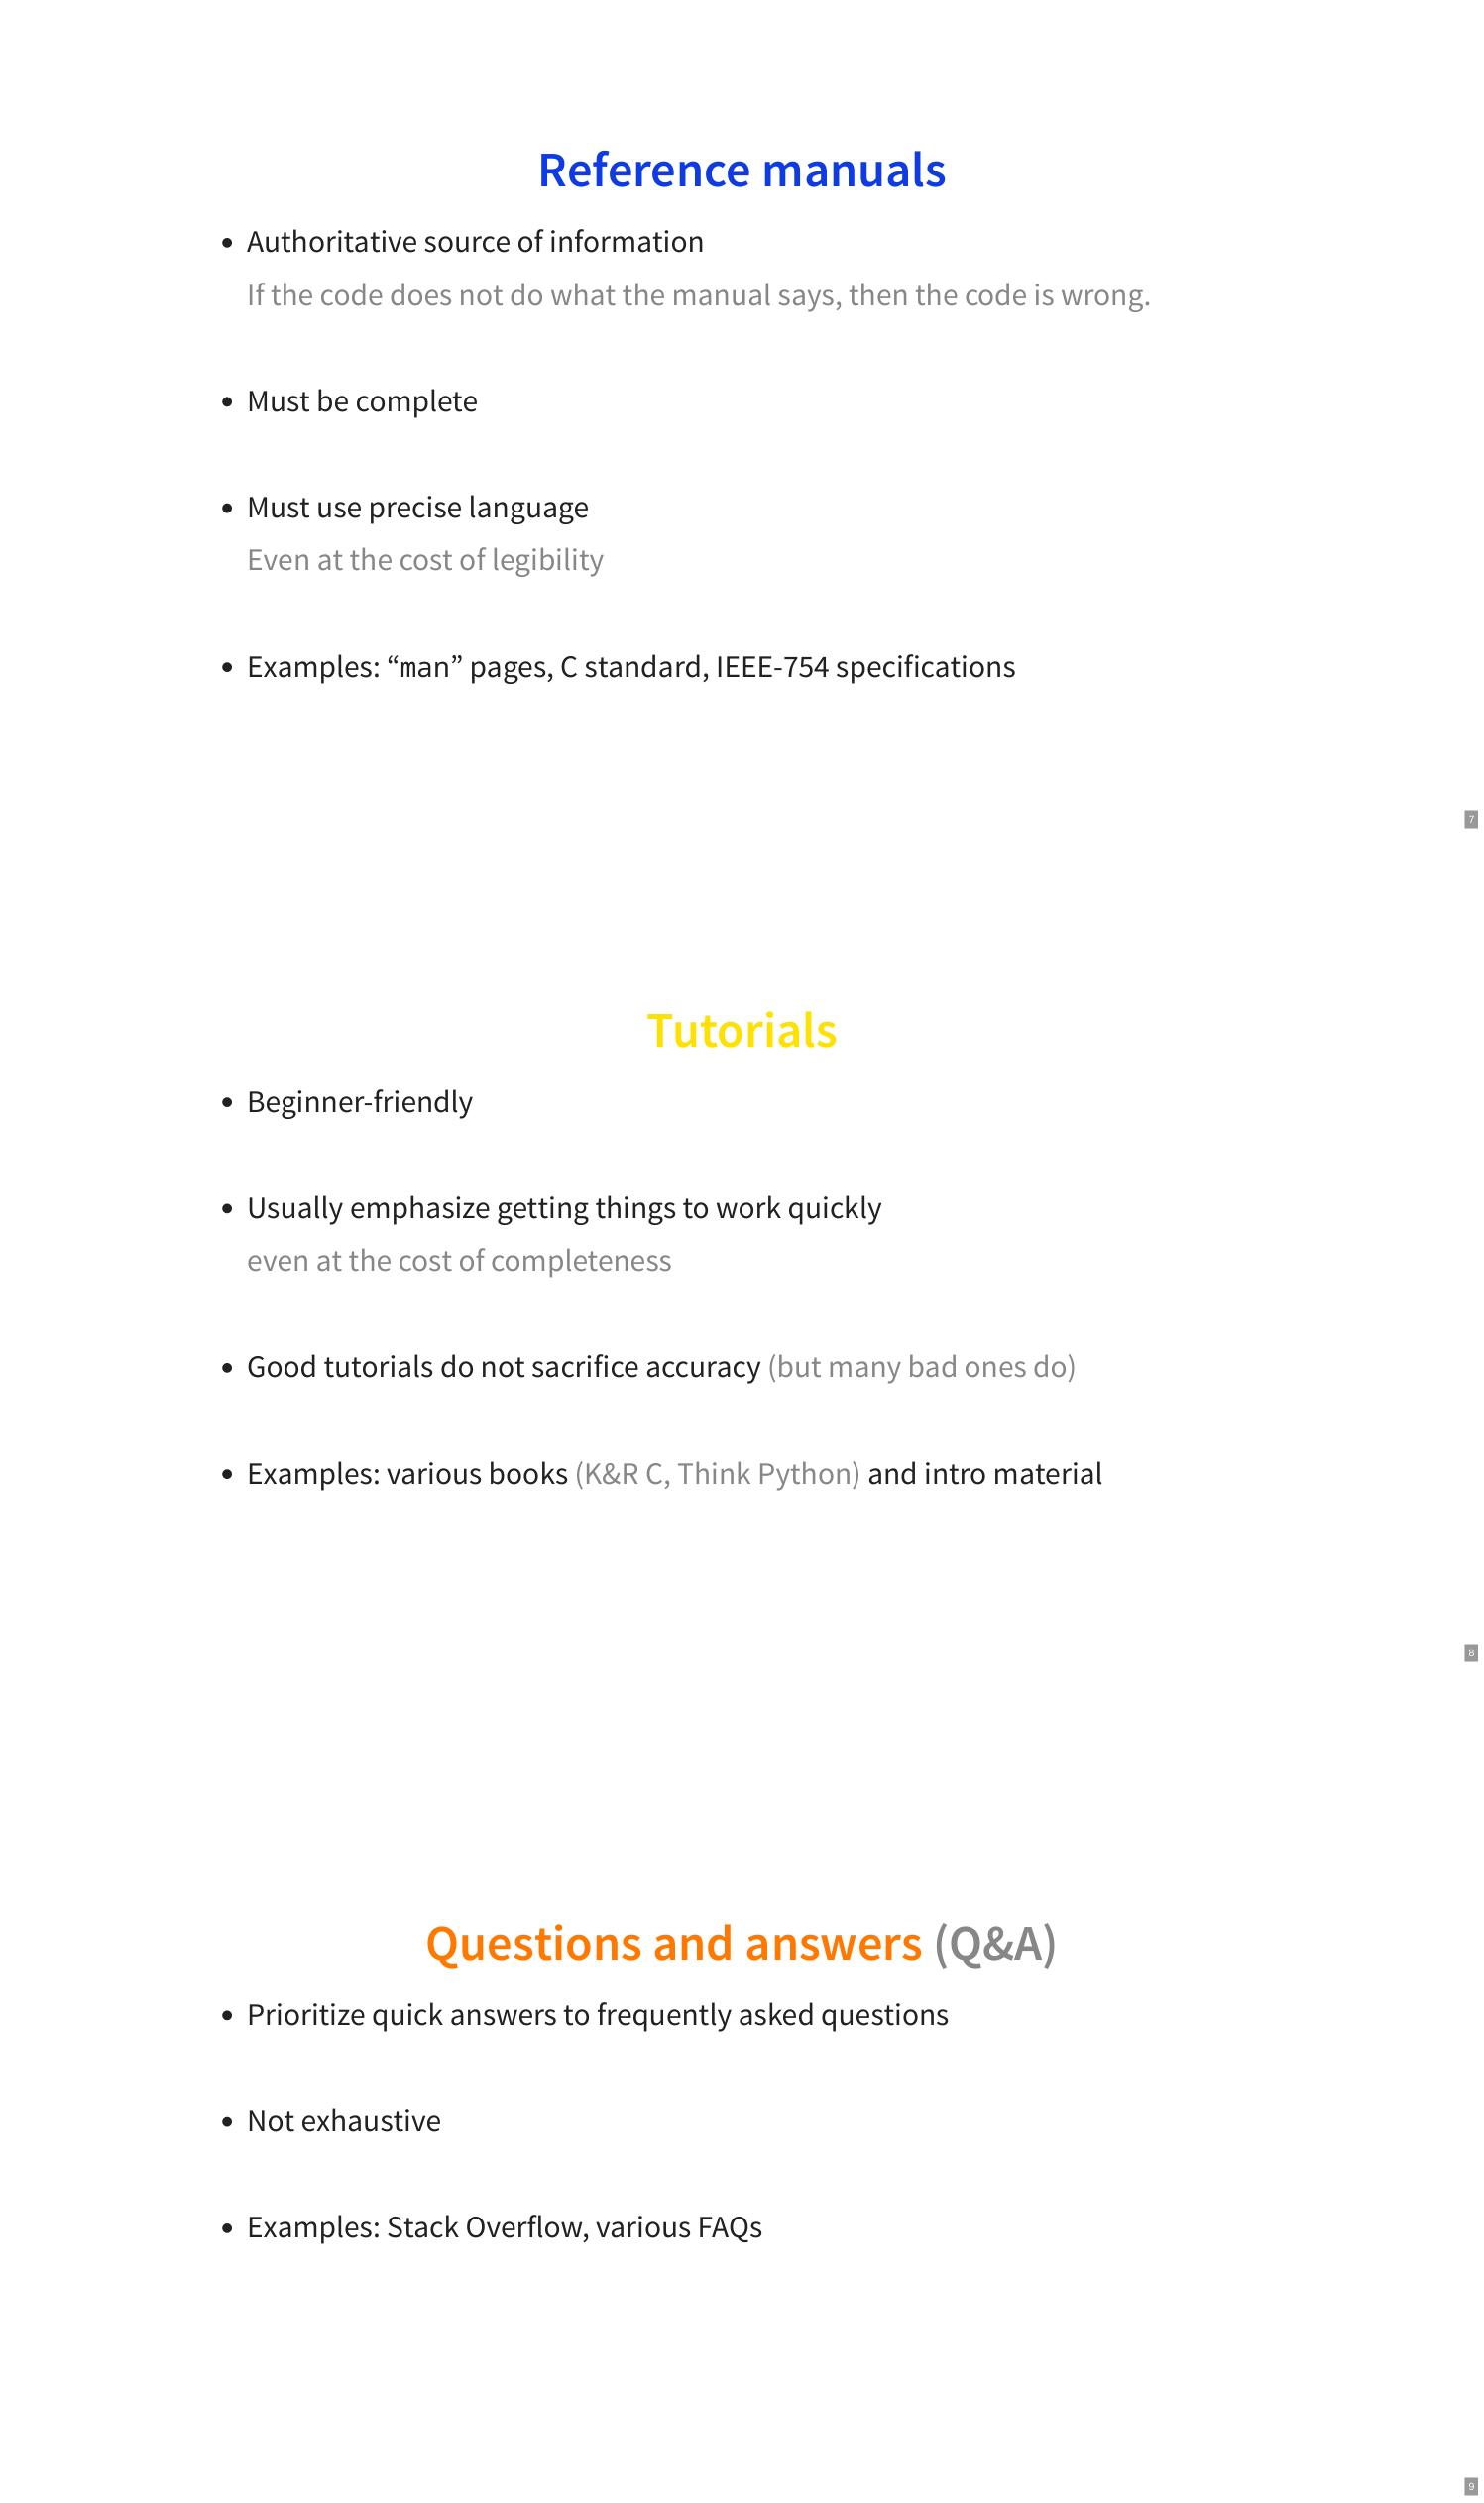 Reference manuals
• Authoritative source of information
If the code does not do what the manual says, then the code is wrong.
• Must be complete
• Must use precise language
Even at the cost of legibility
• Examples: “man” pages, C standard, IEEE-754 specifications
7
Tutorials
• Beginner-friendly
• Usually emphasize getting things to work quickly
even at the cost of completeness
• Good tutorials do not sacrifice accuracy (but many bad ones do)
• Examples: various books (K&R C, Think Python) and intro material
8
Questions and answers (Q&A)
• Prioritize quick answers to frequently asked questions
• Not exhaustive
• Examples: Stack Overflow, various FAQs
9